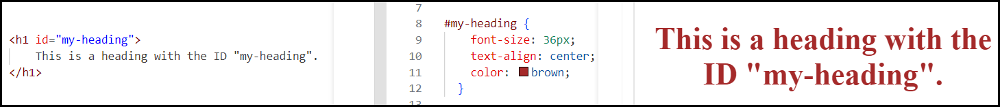 <h1 id="my-heading">
This is a heading with the ID "my-heading".
</h1>
7
8 #my-heading {
9 font-size: 36px;
10 text-align: center;
11 color: brown;
12 }
13
This is a heading with the
ID "my-heading".